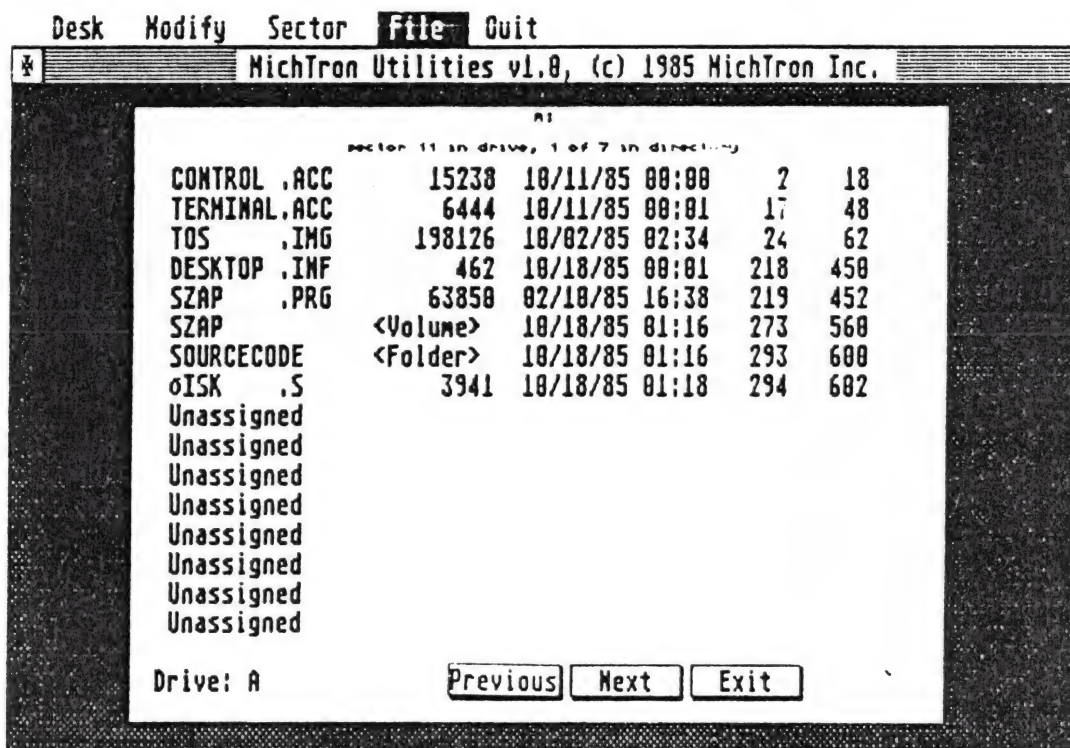 Desk Modify Sector File Quit
MichTron Utilities v1.0, (c) 1985 MichTron Inc.
A:
sector 11 in drive, 1 of 7 in directory
CONTROL .ACC 15238 10/11/85 00:00 2 18
TERMINAL.ACC 6444 10/11/85 00:01 17 48
TOS .IMG 198126 10/02/85 02:34 24 62
DESKTOP .INF 462 10/18/85 00:01 218 450
SZAP .PRG 63850 02/10/85 16:38 219 452
SZAP <Volume> 10/18/85 01:16 273 560
SOURCECODE <Folder> 10/18/85 01:16 293 600
σISK .S 3941 10/18/85 01:18 294 602
Unassigned
Unassigned
Unassigned
Unassigned
Unassigned
Unassigned
Unassigned
Unassigned
Drive: A Previous Next Exit